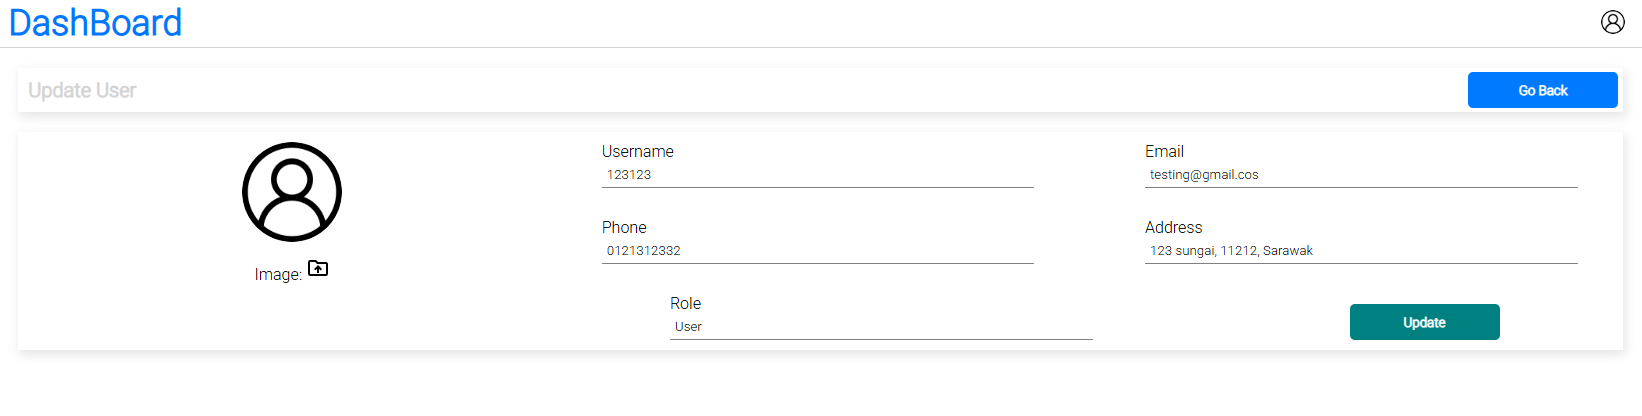 DashBoard
Update User
Go Back
Username
123123
Email
testing@gmail.cos
Phone
0121312332
Address
123 sungai, 11212, Sarawak
Image:
Role
User
Update